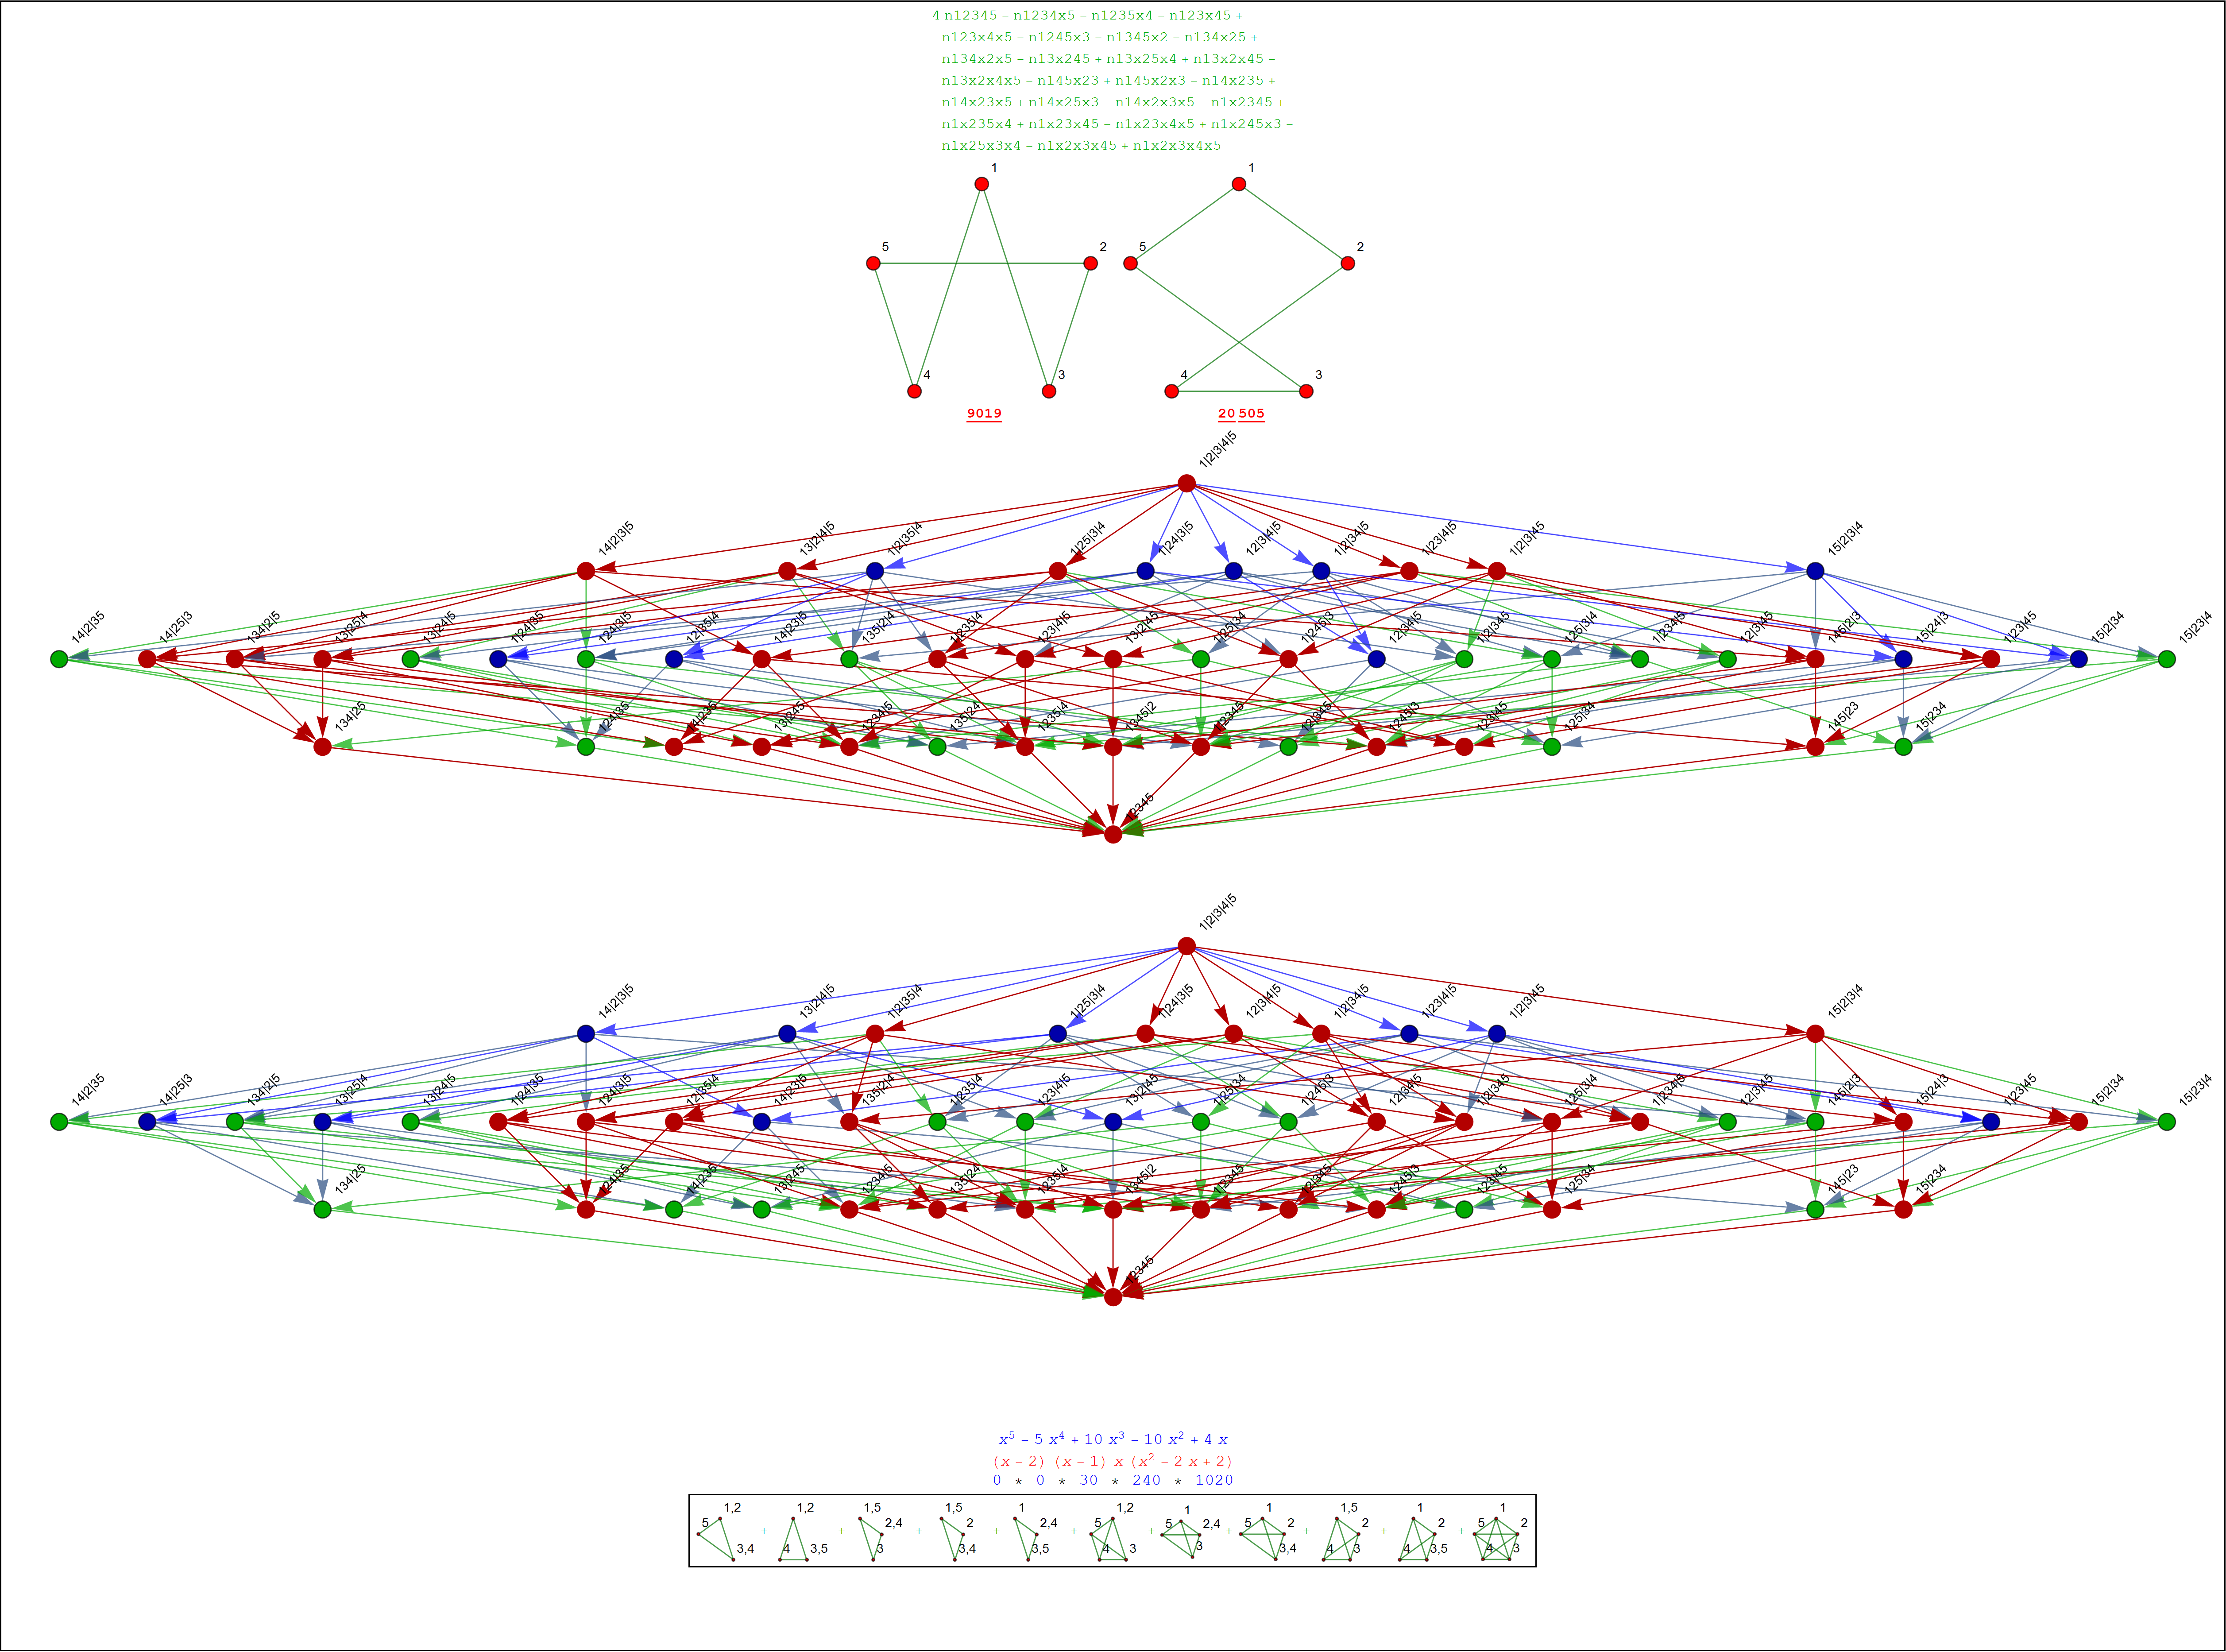 4 n12345 – n1234x5 – n1235x4 – n123x45 +
n123x4x5 – n1245x3 – n1345x2 – n134x25 +
n134x2x5 – n13x245 + n13x25x4 + n13x2x45 –
n13x2x4x5 – n145x23 + n145x2x3 – n14x235 +
n14x23x5 + n14x25x3 – n14x2x3x5 – n1x2345 +
n1x235x4 + n1x23x45 – n1x23x4x5 + n1x245x3 –
n1x25x3x4 – n1x2x3x45 + n1x2x3x4x5
1 1
5 2 5 2
4 3 4 3
9019 20 505
1|2|3|4|5
14|2|3|5 13|2|4|5 1|2|35|4 1|25|3|4 1|24|3|5 12|3|4|5 1|2|34|5 1|23|4|5 1|2|3|45 15|2|3|4
14|2|35 14|25|3 134|2|5 13|25|4 13|24|5 1|24|35 124|3|5 12|35|4 14|23|5 135|2|4 1|235|4 123|4|5 13|2|45 1|25|34 1|245|3 12|34|5 1|2|345 125|3|4 1|234|5 12|3|45 145|2|3 15|24|3 1|23|45 15|2|34 15|23|4
134|25 124|35 14|235 13|245 1234|5 135|24 1235|4 1345|2 1|2345 12|345 1245|3 123|45 125|34 145|23 15|234
12345
1|2|3|4|5
14|2|3|5 13|2|4|5 1|2|35|4 1|25|3|4 1|24|3|5 12|3|4|5 1|2|34|5 1|23|4|5 1|2|3|45 15|2|3|4
14|2|35 14|25|3 134|2|5 13|25|4 13|24|5 1|24|35 124|3|5 12|35|4 14|23|5 135|2|4 1|235|4 123|4|5 13|2|45 1|25|34 1|245|3 12|34|5 1|2|345 125|3|4 1|234|5 12|3|45 145|2|3 15|24|3 1|23|45 15|2|34 15|23|4
134|25 124|35 14|235 13|245 1234|5 135|24 1235|4 1345|2 1|2345 12|345 1245|3 123|45 125|34 145|23 15|234
12345
x⁵ – 5 x⁴ + 10 x³ – 10 x² + 4 x
(x – 2) (x – 1) x (x² – 2 x + 2)
0 * 0 * 30 * 240 * 1020
1,2 1,2 1,5 1,5 1 1,2 1 1 1,5 1 1
5 + + 2,4 + 2 + 2,4 + 5 + 5 2,4 + 5 2 + 2 + 2 + 5 2
3,4 4 3,5 3 3,4 3,5 4 3 3 3,4 4 3 4 3,5 4 3